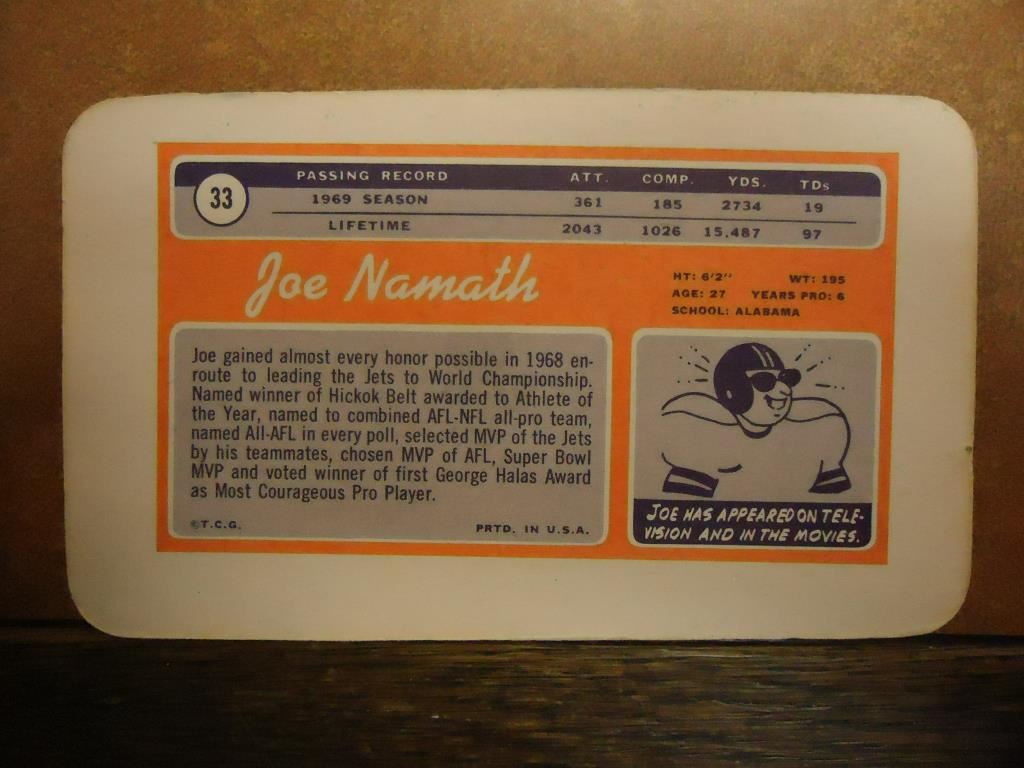 33
PASSING RECORD ATT. COMP. YDS. TDs
1969 SEASON 361 185 2734 19
LIFETIME 2043 1026 15,487 97
Joe Namath
HT: 6'2" WT: 195
AGE: 27 YEARS PRO: 6
SCHOOL: ALABAMA
Joe gained almost every honor possible in 1968 en-
route to leading the Jets to World Championship.
Named winner of Hickok Belt awarded to Athlete of
the Year, named to combined AFL-NFL all-pro team,
named All-AFL in every poll, selected MVP of the Jets
by his teammates, chosen MVP of AFL, Super Bowl
MVP and voted winner of first George Halas Award
as Most Courageous Pro Player.
©T.C.G. PRTD. IN U.S.A.
JOE HAS APPEARED ON TELE-
VISION AND IN THE MOVIES.